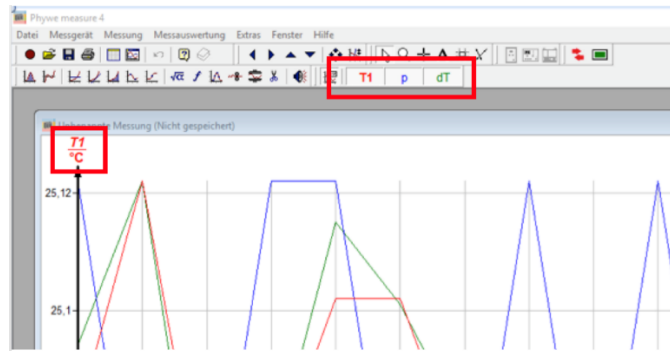 Phywe measure 4
Datei Messgerät Messung Messauswertung Extras Fenster Hilfe
T1 p dT
Unbenannte Messung (Nicht gespeichert)
T1
°C
25,12
25,1